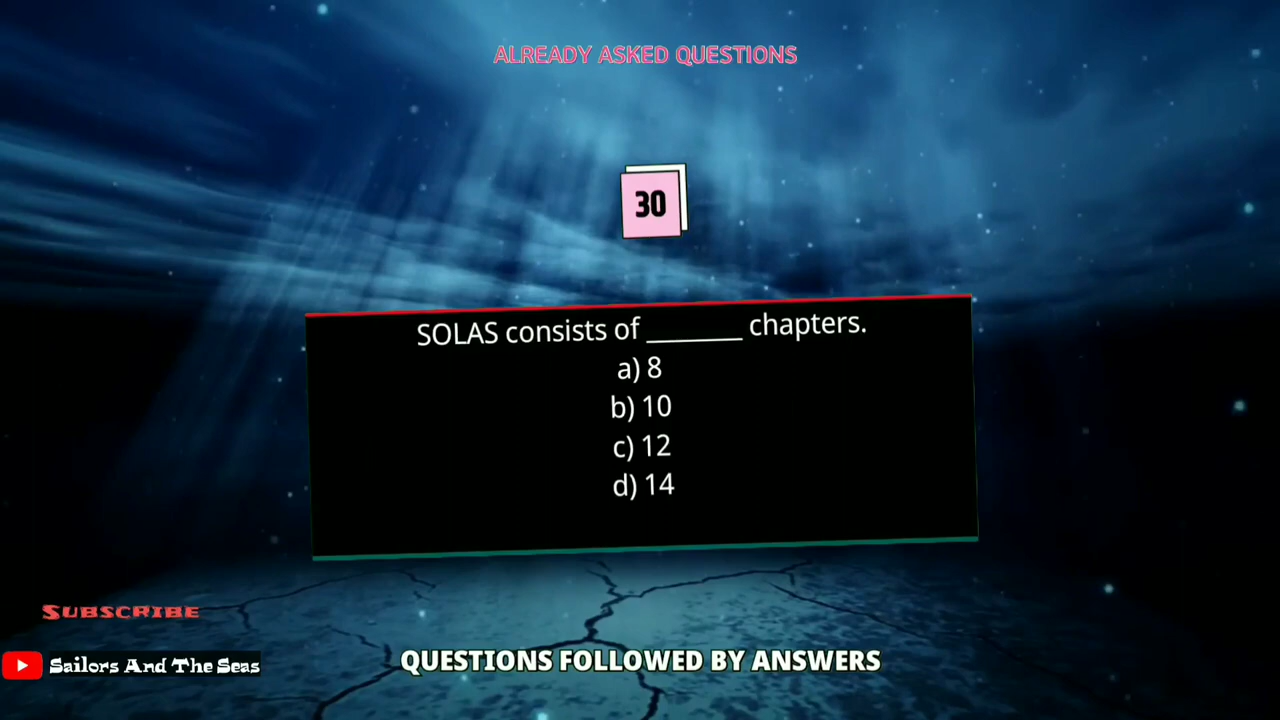 ALREADY ASKED QUESTIONS
30
SOLAS consists of _______ chapters.
a) 8
b) 10
c) 12
d) 14
SUBSCRIBE
Sailors And The Seas
QUESTIONS FOLLOWED BY ANSWERS